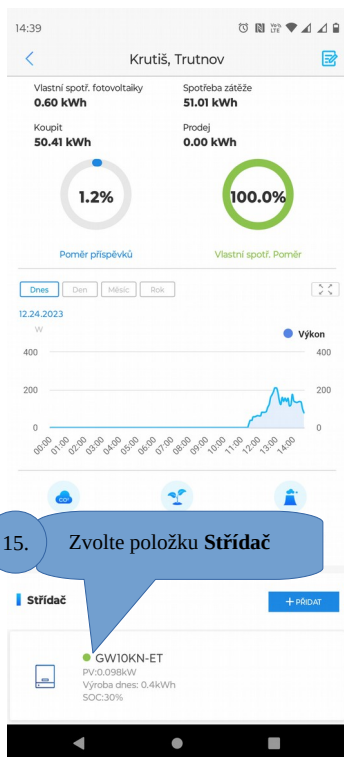 14:39
VoLTE
Krutiš, Trutnov
Vlastní spotř. fotovoltaiky Spotřeba zátěže
0.60 kWh 51.01 kWh
Koupit Prodej
50.41 kWh 0.00 kWh
1.2% 100.0%
Poměr příspěvků Vlastní spotř. Poměr
Dnes Den Měsíc Rok
12.24.2023
W Výkon
400 400
200 200
0 0
00:00 01:00 02:00 03:00 04:00 05:00 06:00 07:00 08:00 09:00 10:00 11:00 12:00 13:00 14:00
CO²
15. Zvolte položku Střídač
Střídač + PŘIDAT
GW10KN-ET
PV:0.098kW
Výroba dnes: 0.4kWh
SOC:30%